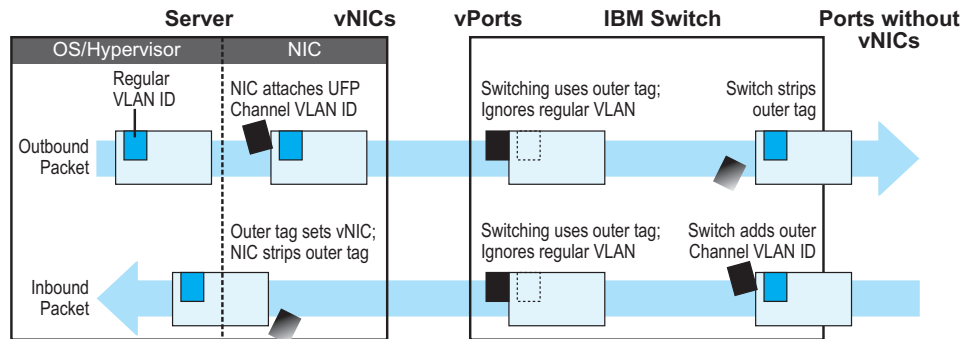 Server vNICs vPorts IBM Switch Ports without
vNICs
OS/Hypervisor NIC
Regular
VLAN ID
NIC attaches UFP
Channel VLAN ID
Switching uses outer tag;
Ignores regular VLAN
Switch strips
outer tag
Outbound
Packet
Outer tag sets vNIC;
NIC strips outer tag
Switching uses outer tag;
Ignores regular VLAN
Switch adds outer
Channel VLAN ID
Inbound
Packet